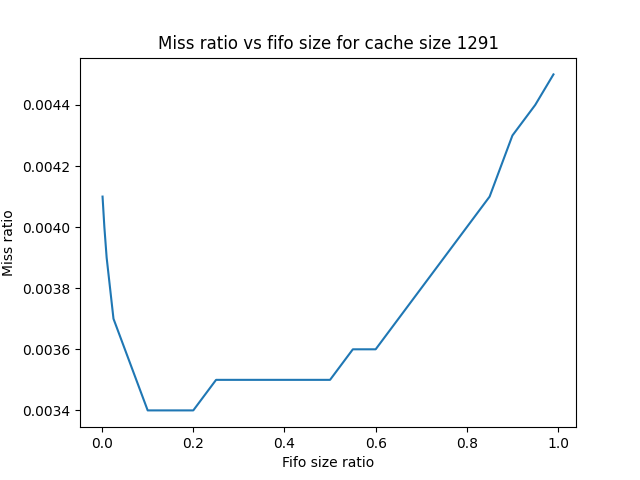 Miss ratio vs fifo size for cache size 1291
0.0044
0.0042
0.0040
0.0038
0.0036
0.0034
Miss ratio
0.0 0.2 0.4 0.6 0.8 1.0
Fifo size ratio